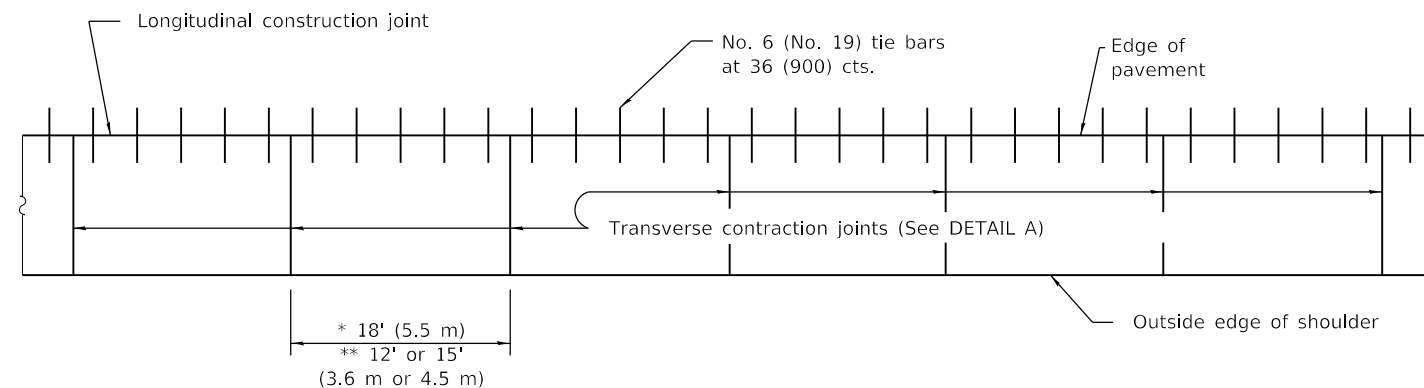 Longitudinal construction joint
No. 6 (No. 19) tie bars
at 36 (900) cts.
Edge of
pavement
Transverse contraction joints (See DETAIL A)
Outside edge of shoulder
* 18' (5.5 m)
** 12' or 15'
(3.6 m or 4.5 m)